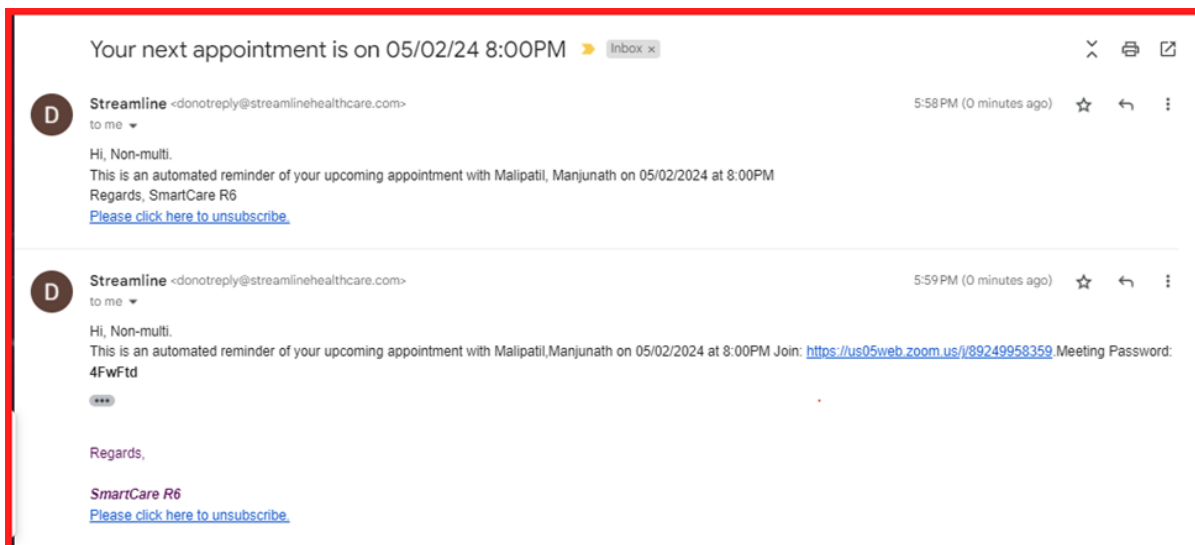 Your next appointment is on 05/02/24 8:00PM Inbox ×
D
Streamline <donotreply@streamlinehealthcare.com> 5:58 PM (0 minutes ago)
to me
Hi, Non-multi.
This is an automated reminder of your upcoming appointment with Malipatil, Manjunath on 05/02/2024 at 8:00PM
Regards, SmartCare R6
Please click here to unsubscribe.
D
Streamline <donotreply@streamlinehealthcare.com> 5:59 PM (0 minutes ago)
to me
Hi, Non-multi.
This is an automated reminder of your upcoming appointment with Malipatil,Manjunath on 05/02/2024 at 8:00PM Join: https://us05web.zoom.us/j/89249958359.Meeting Password:
4FwFtd
Regards,
SmartCare R6
Please click here to unsubscribe.